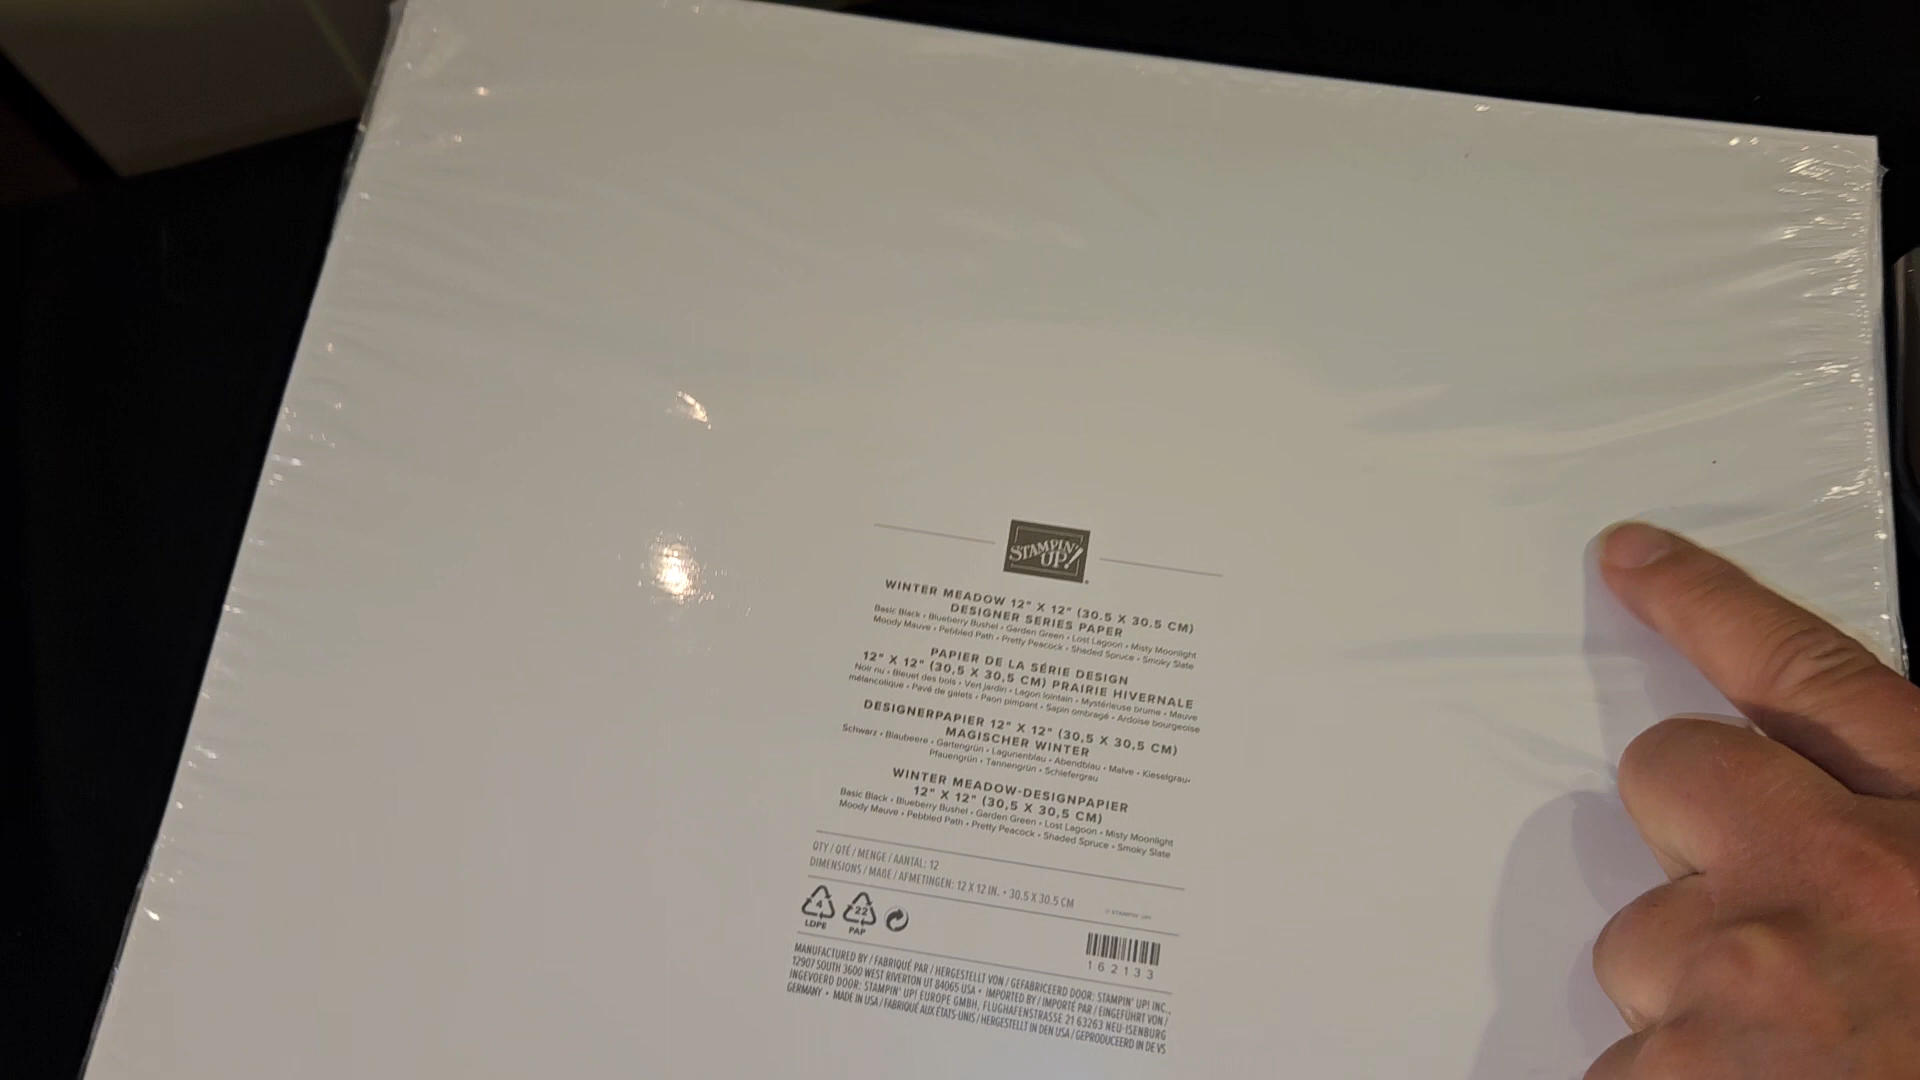 STAMPIN' UP!
WINTER MEADOW 12" X 12" (30.5 X 30.5 CM)
DESIGNER SERIES PAPER
Basic Black • Blueberry Bushel • Garden Green • Lost Lagoon • Misty Moonlight
Moody Mauve • Pebbled Path • Pretty Peacock • Shaded Spruce • Smoky Slate
PAPIER DE LA SÉRIE DESIGN
12" X 12" (30,5 X 30,5 CM) PRAIRIE HIVERNALE
Noir nu • Bleuet des bois • Vert jardin • Lagon lointain • Mystérieuse brume • Mauve
mélancolique • Pavé de galets • Paon pimpant • Sapin ombragé • Ardoise bourgeoise
DESIGNERPAPIER 12" X 12" (30,5 X 30,5 CM)
MAGISCHER WINTER
Schwarz • Blaubeere • Gartengrün • Lagunenblau • Abendblau • Malve • Kieselgrau•
Pfauengrün • Tannengrün • Schiefergrau
WINTER MEADOW-DESIGNPAPIER
12" X 12" (30,5 X 30,5 CM)
Basic Black • Blueberry Bushel • Garden Green • Lost Lagoon • Misty Moonlight
Moody Mauve • Pebbled Path • Pretty Peacock • Shaded Spruce • Smoky Slate
QTY / QTÉ / MENGE / AANTAL: 12
DIMENSIONS / MAßE / AFMETINGEN: 12 X 12 IN. • 30.5 X 30.5 CM
© STAMPIN' UP!
4
LDPE
22
PAP
162133
MANUFACTURED BY / FABRIQUÉ PAR / HERGESTELLT VON / GEFABRICEERD DOOR: STAMPIN' UP! INC.,
12907 SOUTH 3600 WEST RIVERTON UT 84065 USA • IMPORTED BY / IMPORTÉ PAR / EINGEFÜHRT VON /
INGEVOERD DOOR: STAMPIN' UP! EUROPE GMBH, FLUGHAFENSTRASSE 21 63263 NEU-ISENBURG
GERMANY • MADE IN USA / FABRIQUÉ AUX ÉTATS-UNIS / HERGESTELLT IN DEN USA / GEPRODUCEERD IN DE VS